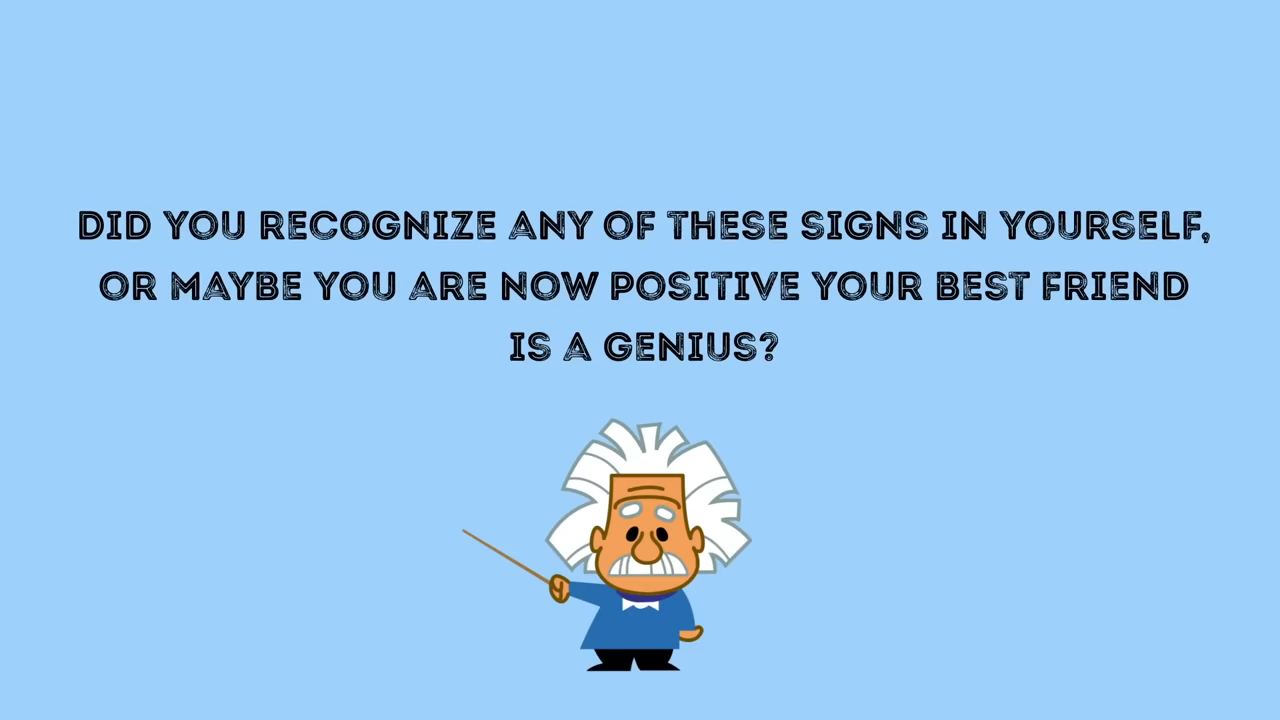 DID YOU RECOGNIZE ANY OF THESE SIGNS IN YOURSELF,
OR MAYBE YOU ARE NOW POSITIVE YOUR BEST FRIEND
IS A GENIUS?